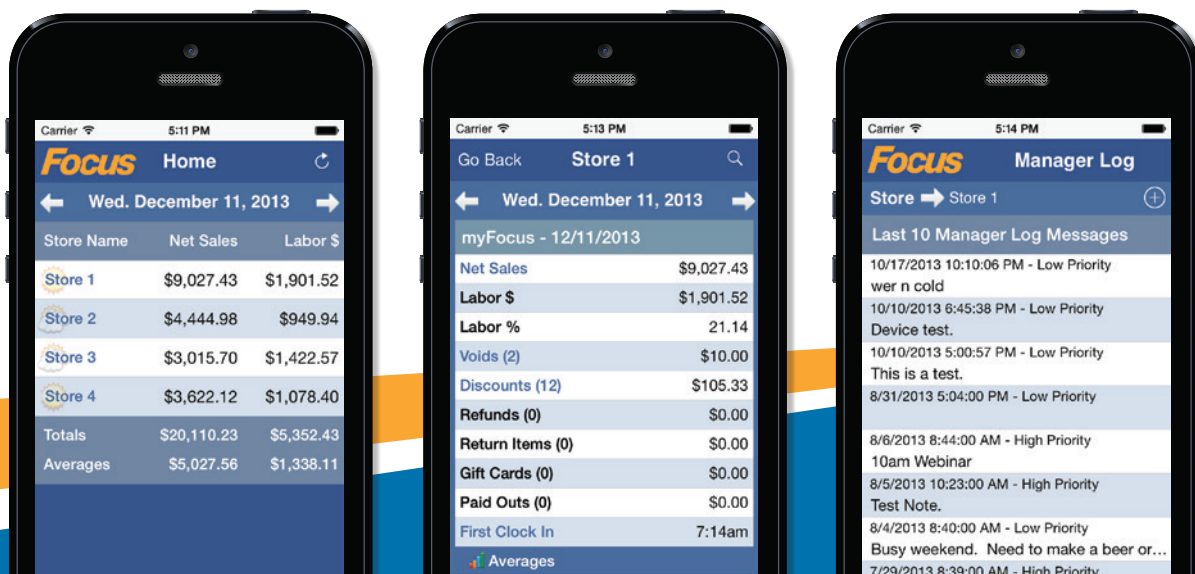 Carrier 5:11 PM
Focus Home
Wed. December 11, 2013
Store Name Net Sales Labor $
Store 1 $9,027.43 $1,901.52
Store 2 $4,444.98 $949.94
Store 3 $3,015.70 $1,422.57
Store 4 $3,622.12 $1,078.40
Totals $20,110.23 $5,352.43
Averages $5,027.56 $1,338.11
Carrier 5:13 PM
Go Back Store 1
Wed. December 11, 2013
myFocus - 12/11/2013
Net Sales $9,027.43
Labor $ $1,901.52
Labor % 21.14
Voids (2) $10.00
Discounts (12) $105.33
Refunds (0) $0.00
Return Items (0) $0.00
Gift Cards (0) $0.00
Paid Outs (0) $0.00
First Clock In 7:14am
Averages
Carrier 5:14 PM
Focus Manager Log
Store Store 1
Last 10 Manager Log Messages
10/17/2013 10:10:06 PM - Low Priority
wer n cold
10/10/2013 6:45:38 PM - Low Priority
Device test.
10/10/2013 5:00:57 PM - Low Priority
This is a test.
8/31/2013 5:04:00 PM - Low Priority
8/6/2013 8:44:00 AM - High Priority
10am Webinar
8/5/2013 10:23:00 AM - High Priority
Test Note.
8/4/2013 8:40:00 AM - Low Priority
Busy weekend. Need to make a beer or...
7/29/2013 8:39:00 AM - High Priority